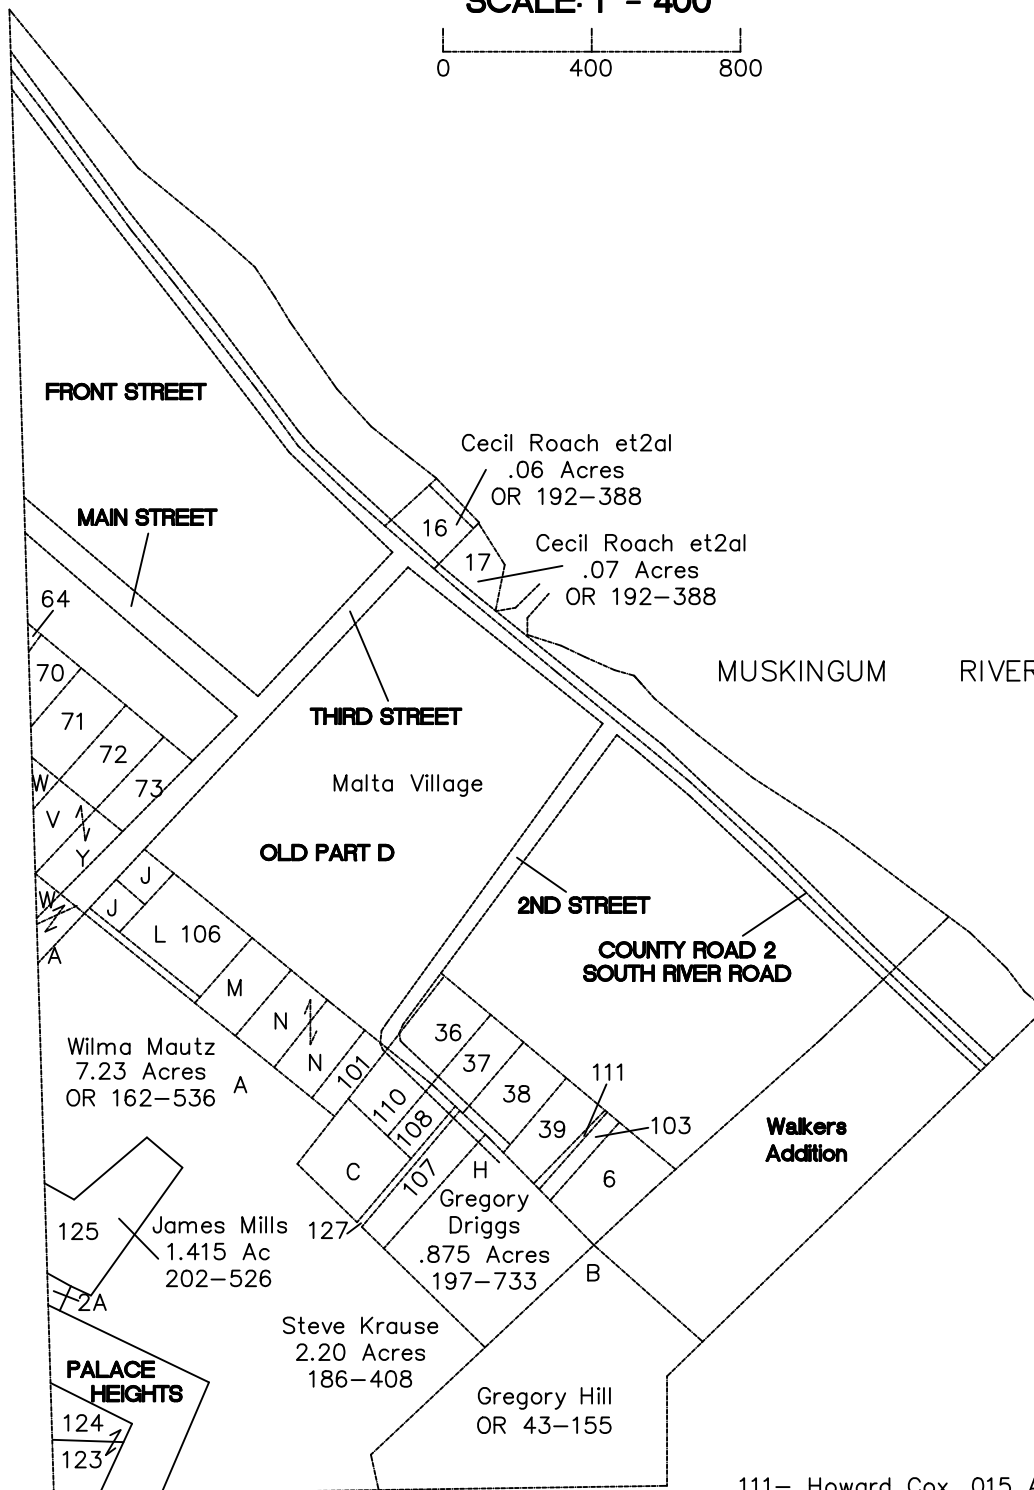 SCALE: 1" = 400'
0 400 800
FRONT STREET
Cecil Roach et2al
.06 Acres
OR 192-388
16
MAIN STREET
17
Cecil Roach et2al
.07 Acres
OR 192-388
64
70
MUSKINGUM RIVER
71
THIRD STREET
72
W
73
Malta Village
V
Y
OLD PART D
J
W
J
2ND STREET
L 106
A
COUNTY ROAD 2
SOUTH RIVER ROAD
M
N
N
36
Wilma Mautz
7.23 Acres
OR 162-536
A
101
37
111
38
110
108
39
103
Walkers
Addition
C
107
H
6
Gregory
Driggs
.875 Acres
197-733
127
125
James Mills
1.415 Ac
202-526
B
2A
Steve Krause
2.20 Acres
186-408
PALACE
HEIGHTS
Gregory Hill
OR 43-155
124
123
111- Howard Cox .015 A